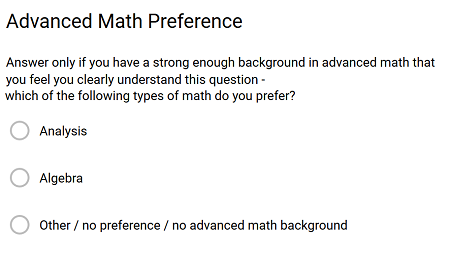 Advanced Math Preference
Answer only if you have a strong enough background in advanced math that
you feel you clearly understand this question -
which of the following types of math do you prefer?
Analysis
Algebra
Other / no preference / no advanced math background